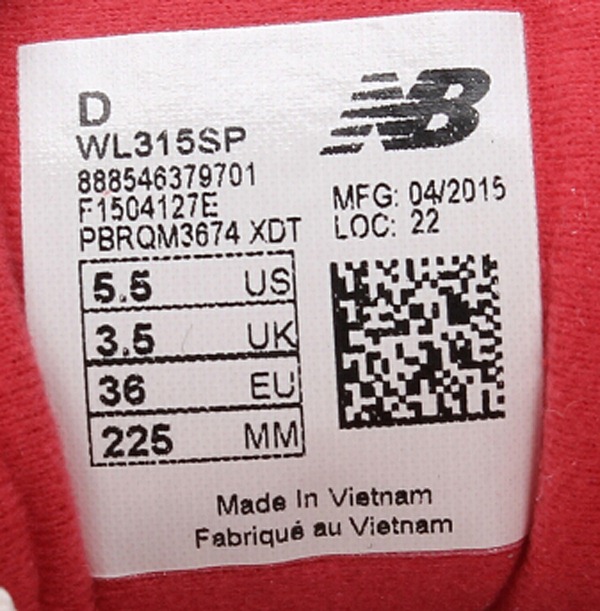 NB
D
WL315SP
888546379701
F1504127E
PBRQM3674 XDT
MFG: 04/2015
LOC: 22
5.5 US
3.5 UK
36 EU
225 MM
Made In Vietnam
Fabriqué au Vietnam